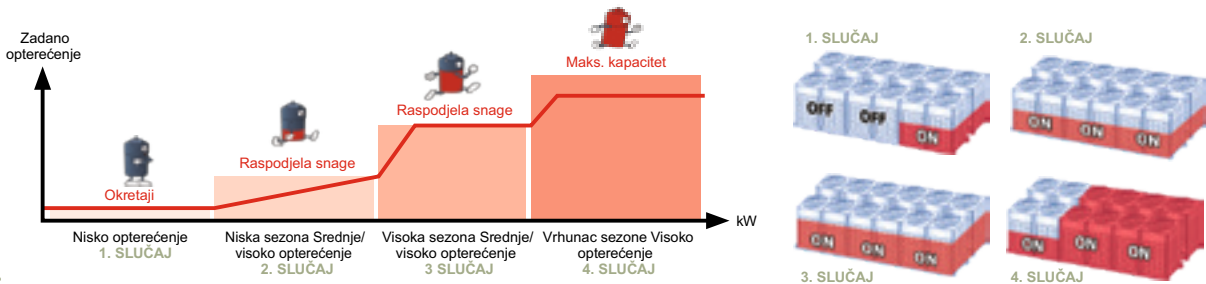 Zadano
opterećenje
Okretaji
Raspodjela snage
Raspodjela snage
Maks. kapacitet
kW
Nisko opterećenje
1. SLUČAJ
Niska sezona Srednje/
visoko opterećenje
2. SLUČAJ
Visoka sezona Srednje/
visoko opterećenje
3 SLUČAJ
Vrhunac sezone Visoko
opterećenje
4. SLUČAJ
1. SLUČAJ
OFF OFF ON
2. SLUČAJ
ON ON ON
ON ON ON
3. SLUČAJ
ON ON ON
4. SLUČAJ